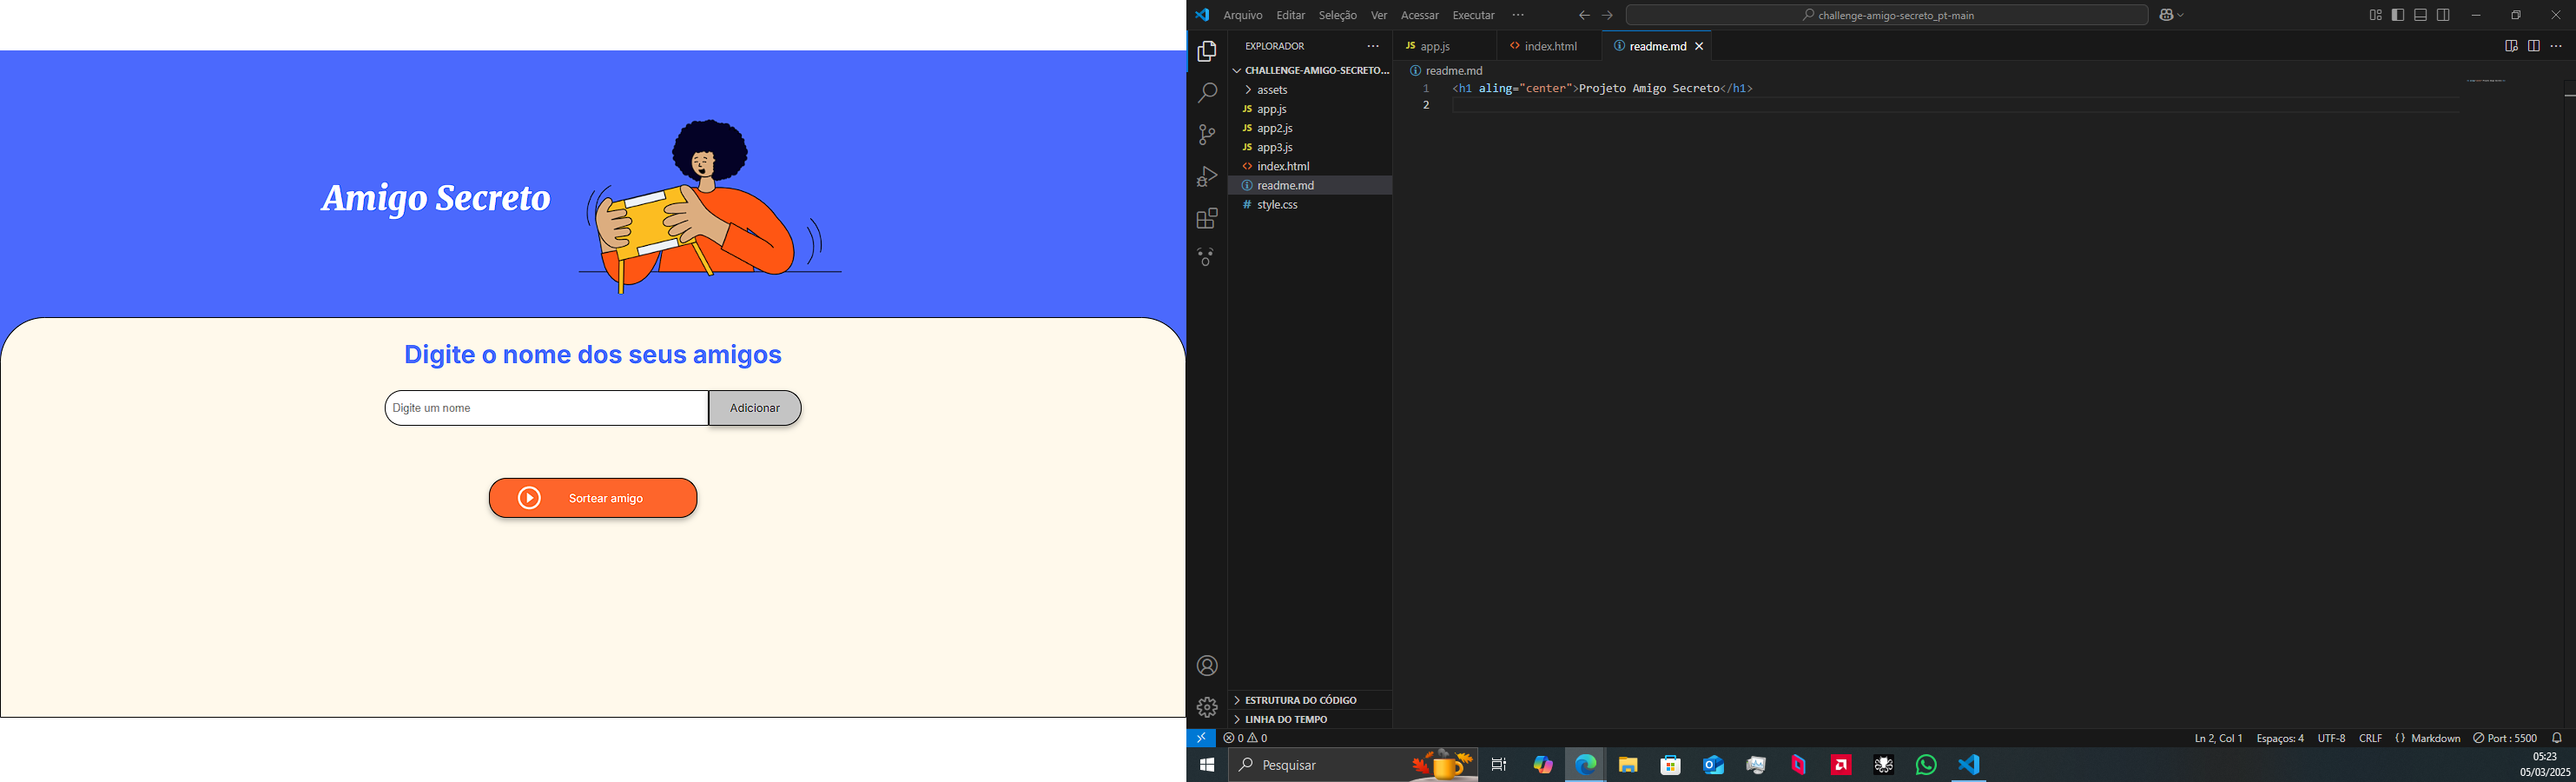 Amigo Secreto
Digite o nome dos seus amigos
Digite um nome
Adicionar
Sortear amigo
Arquivo Editar Seleção Ver Acessar Executar ···
challenge-amigo-secreto_pt-main
EXPLORADOR ···
CHALLENGE-AMIGO-SECRETO...
assets
JS app.js
JS app2.js
JS app3.js
<> index.html
readme.md
# style.css
ESTRUTURA DO CÓDIGO
LINHA DO TEMPO
JS app.js
<> index.html
readme.md
readme.md
1 <h1 aling="center">Projeto Amigo Secreto</h1>
2
0 0
Ln 2, Col 1 Espaços: 4 UTF-8 CRLF {} Markdown Port : 5500
Pesquisar
05:23
05/03/2025